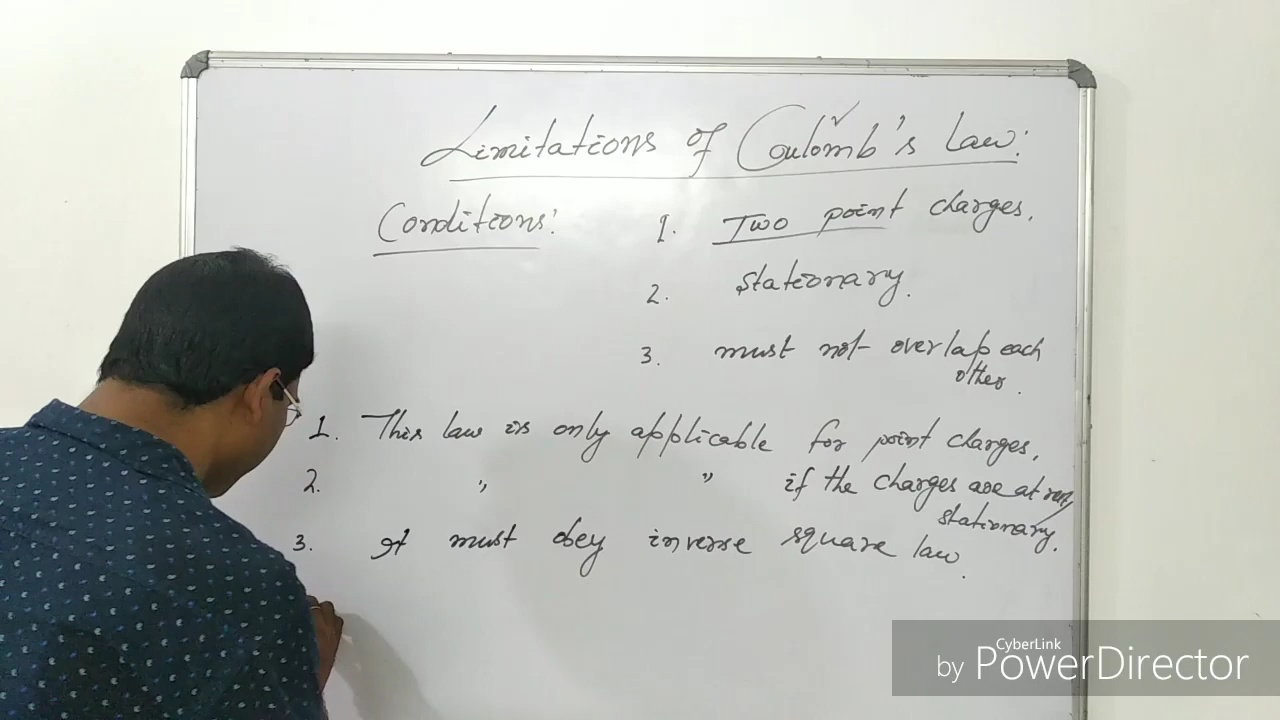 Limitations of Coulomb's law:
Conditions: 1. Two point charges.
2. Stationary.
3. must not overlap each
other.
1. This law is only applicable for point charges.
2. " " if the charges are at rest/
stationary.
3. It must obey inverse square law.
CyberLink
by PowerDirector